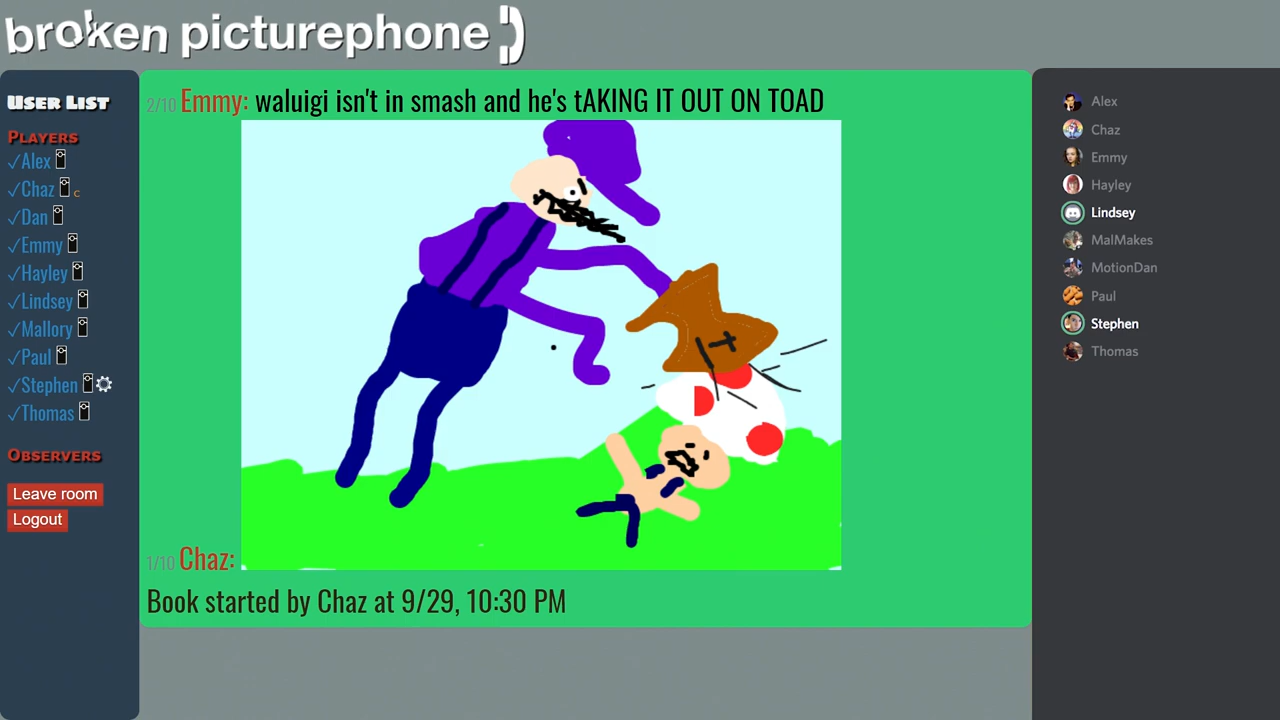 broken picturephone
User List
Players
✓Alex
✓Chaz c
✓Dan
✓Emmy
✓Hayley
✓Lindsey
✓Mallory
✓Paul
✓Stephen
✓Thomas
Observers
Leave room
Logout
2/10 Emmy: waluigi isn't in smash and he's tAKING IT OUT ON TOAD
1/10 Chaz:
Book started by Chaz at 9/29, 10:30 PM
Alex
Chaz
Emmy
Hayley
Lindsey
MalMakes
MotionDan
Paul
Stephen
Thomas